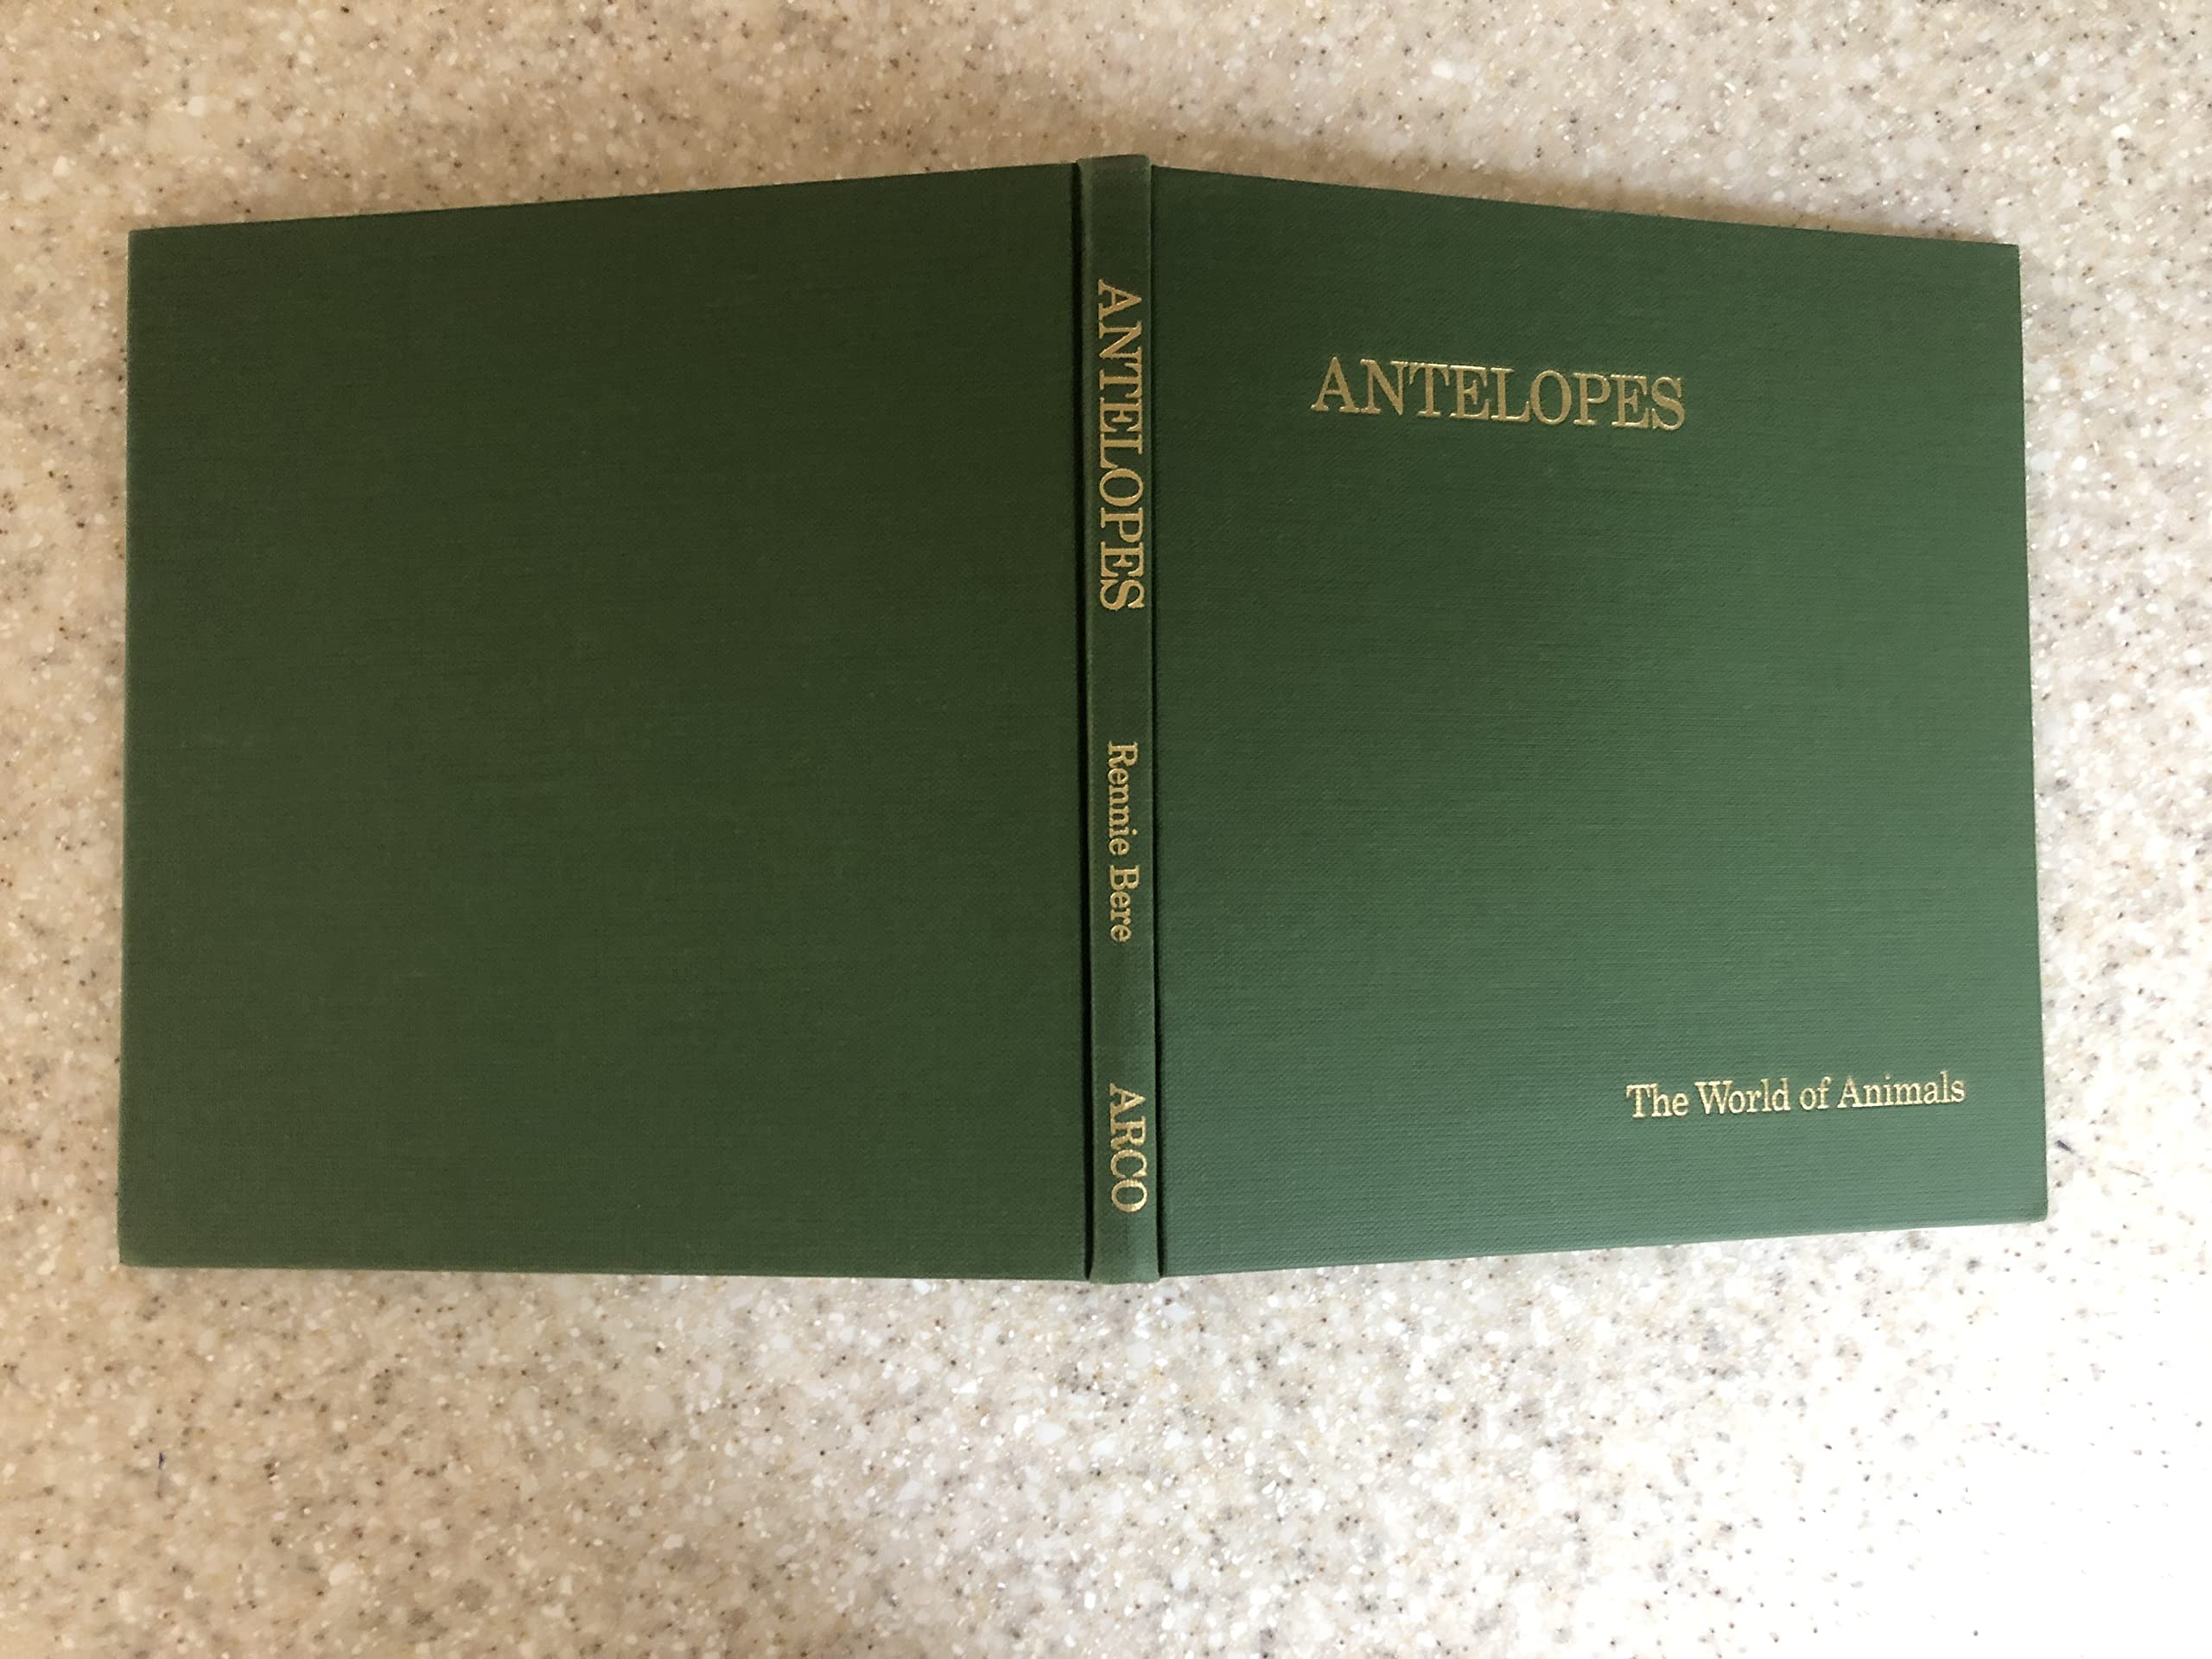 ANTELOPES
Rennie Bere
ARCO
ANTELOPES
The World of Animals